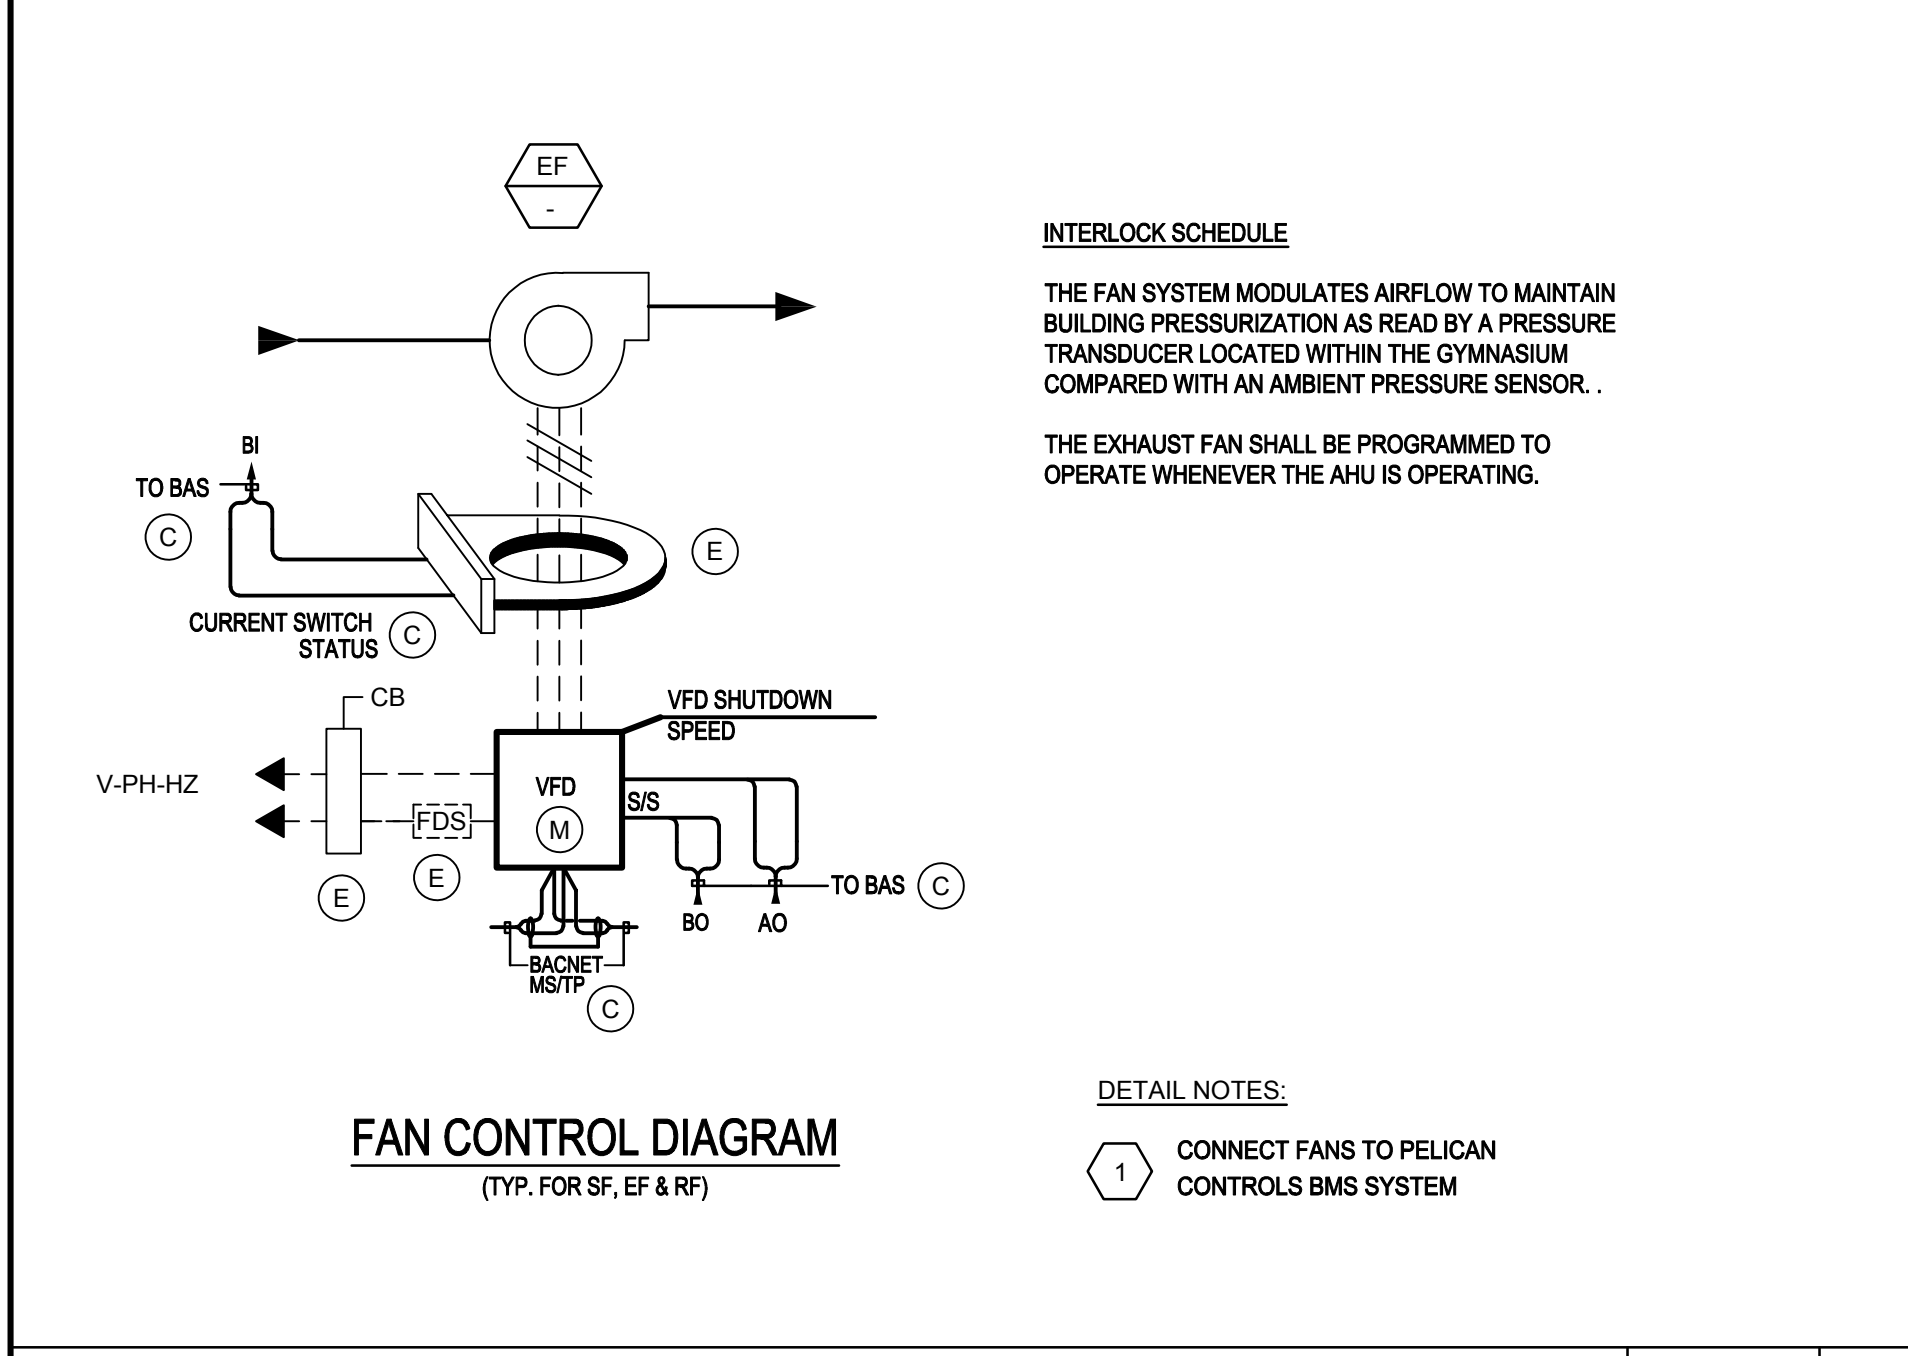 EF
-
BI
TO BAS
C
E
CURRENT SWITCH
STATUS
C
CB
VFD SHUTDOWN
SPEED
V-PH-HZ
VFD
M
S/S
FDS
E
E
TO BAS
C
BO
AO
BACNET
MS/TP
C
FAN CONTROL DIAGRAM
(TYP. FOR SF, EF & RF)
INTERLOCK SCHEDULE
THE FAN SYSTEM MODULATES AIRFLOW TO MAINTAIN
BUILDING PRESSURIZATION AS READ BY A PRESSURE
TRANSDUCER LOCATED WITHIN THE GYMNASIUM
COMPARED WITH AN AMBIENT PRESSURE SENSOR. .
THE EXHAUST FAN SHALL BE PROGRAMMED TO
OPERATE WHENEVER THE AHU IS OPERATING.
DETAIL NOTES:
1
CONNECT FANS TO PELICAN
CONTROLS BMS SYSTEM